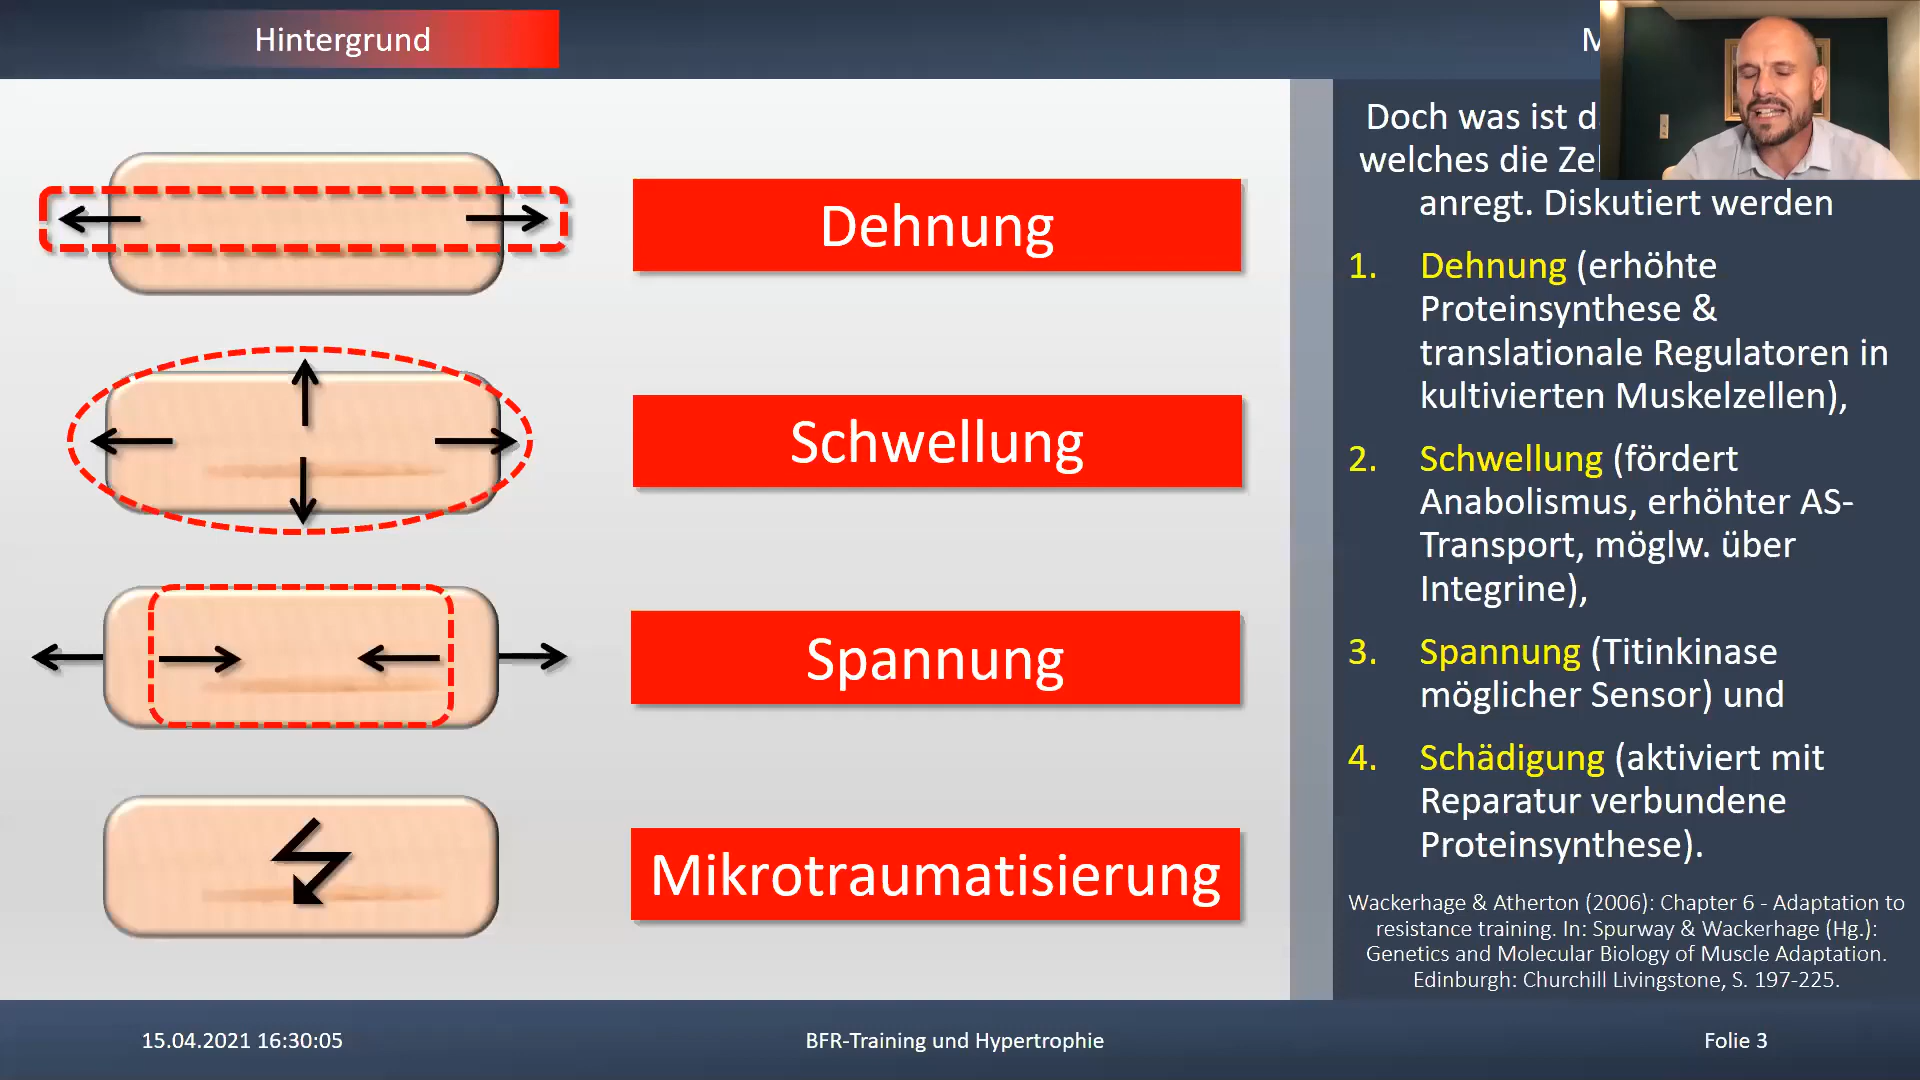 Hintergrund
Dehnung
Schwellung
Spannung
Mikrotraumatisierung
Doch was ist
welches die
anregt. Diskutiert werden
1. Dehnung (erhöhte
Proteinsynthese &
translationale Regulatoren in
kultivierten Muskelzellen),
2. Schwellung (fördert
Anabolismus, erhöhter AS-
Transport, möglw. über
Integrine),
3. Spannung (Titinkinase
möglicher Sensor) und
4. Schädigung (aktiviert mit
Reparatur verbundene
Proteinsynthese).
Wackerhage & Atherton (2006): Chapter 6 - Adaptation to
resistance training. In: Spurway & Wackerhage (Hg.):
Genetics and Molecular Biology of Muscle Adaptation.
Edinburgh: Churchill Livingstone, S. 197-225.
15.04.2021 16:30:05
BFR-Training und Hypertrophie
Folie 3